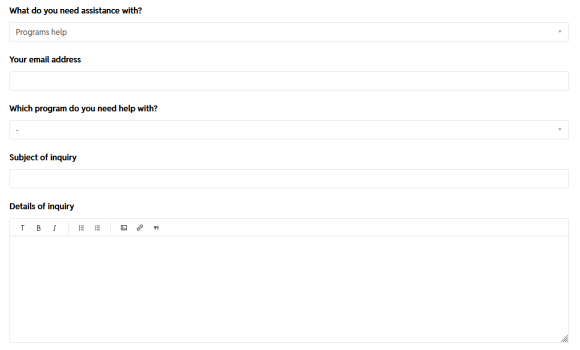 What do you need assistance with?
Programs help
Your email address
Which program do you need help with?
-
Subject of inquiry
Details of inquiry
T B I